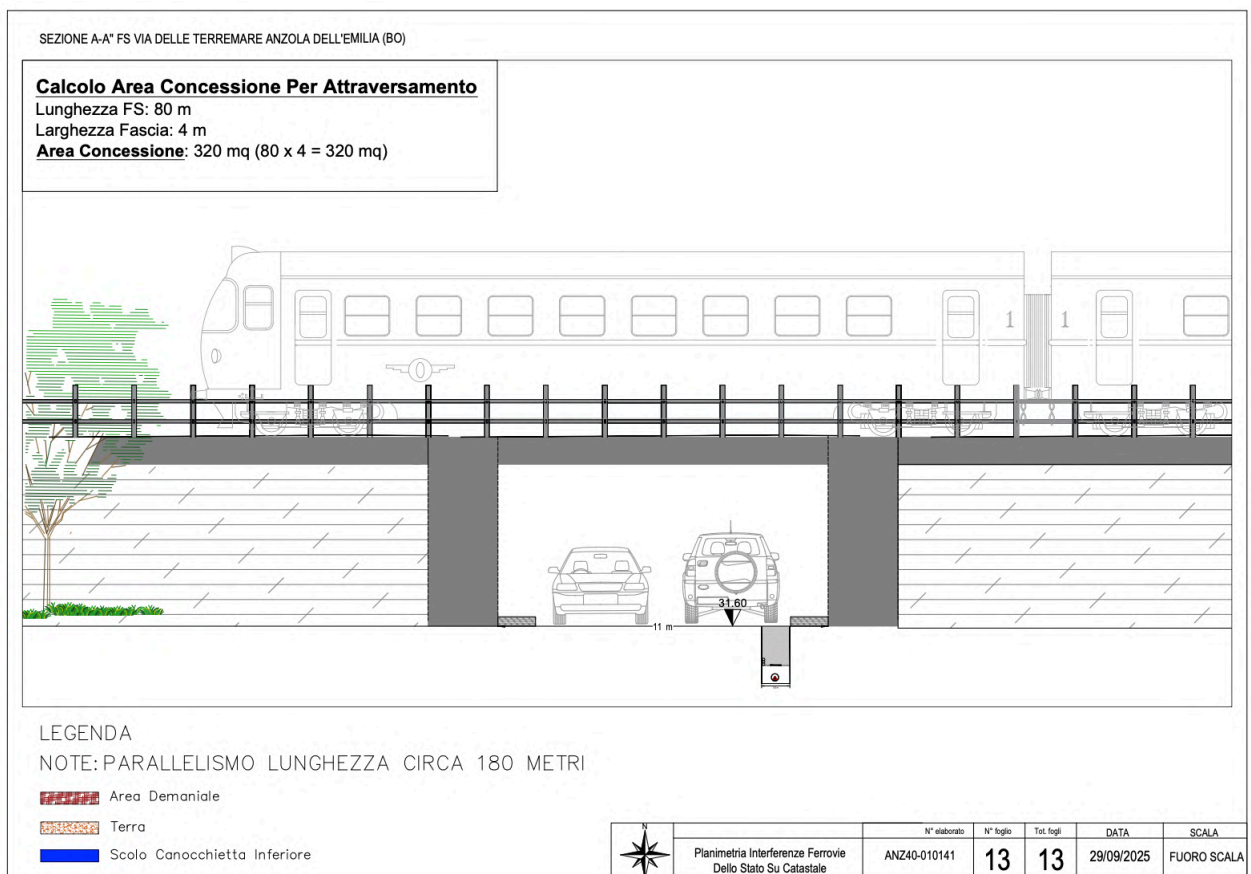 SEZIONE A-A" FS VIA DELLE TERREMARE ANZOLA DELL'EMILIA (BO)
Calcolo Area Concessione Per Attraversamento
Lunghezza FS: 80 m
Larghezza Fascia: 4 m
Area Concessione: 320 mq (80 x 4 = 320 mq)
1 1
31.60
11 m
LEGENDA
NOTE: PARALLELISMO LUNGHEZZA CIRCA 180 METRI
Area Demaniale
Terra
Scolo Canocchietta Inferiore
N
Planimetria Interferenze Ferrovie
Dello Stato Su Catastale
N° elaborato
ANZ40-010141
N° foglio
13
Tot. fogli
13
DATA
29/09/2025
SCALA
FUORO SCALA